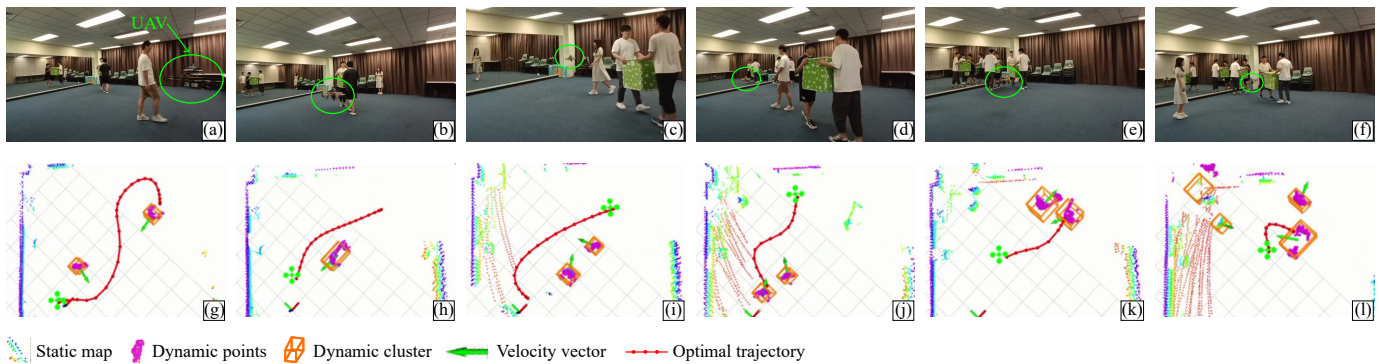 UAV
(a)
(b)
(c)
(d)
(e)
(f)
(g)
(h)
(i)
(j)
(k)
(l)
Static map Dynamic points Dynamic cluster Velocity vector Optimal trajectory